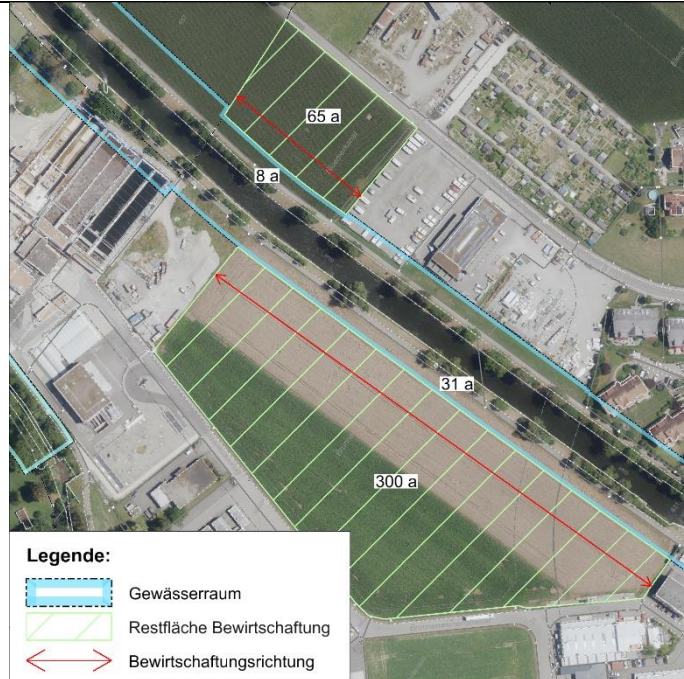 65 a
8 a
31 a
300 a
Legende:
Gewässerraum
Restfläche Bewirtschaftung
Bewirtschaftungsrichtung